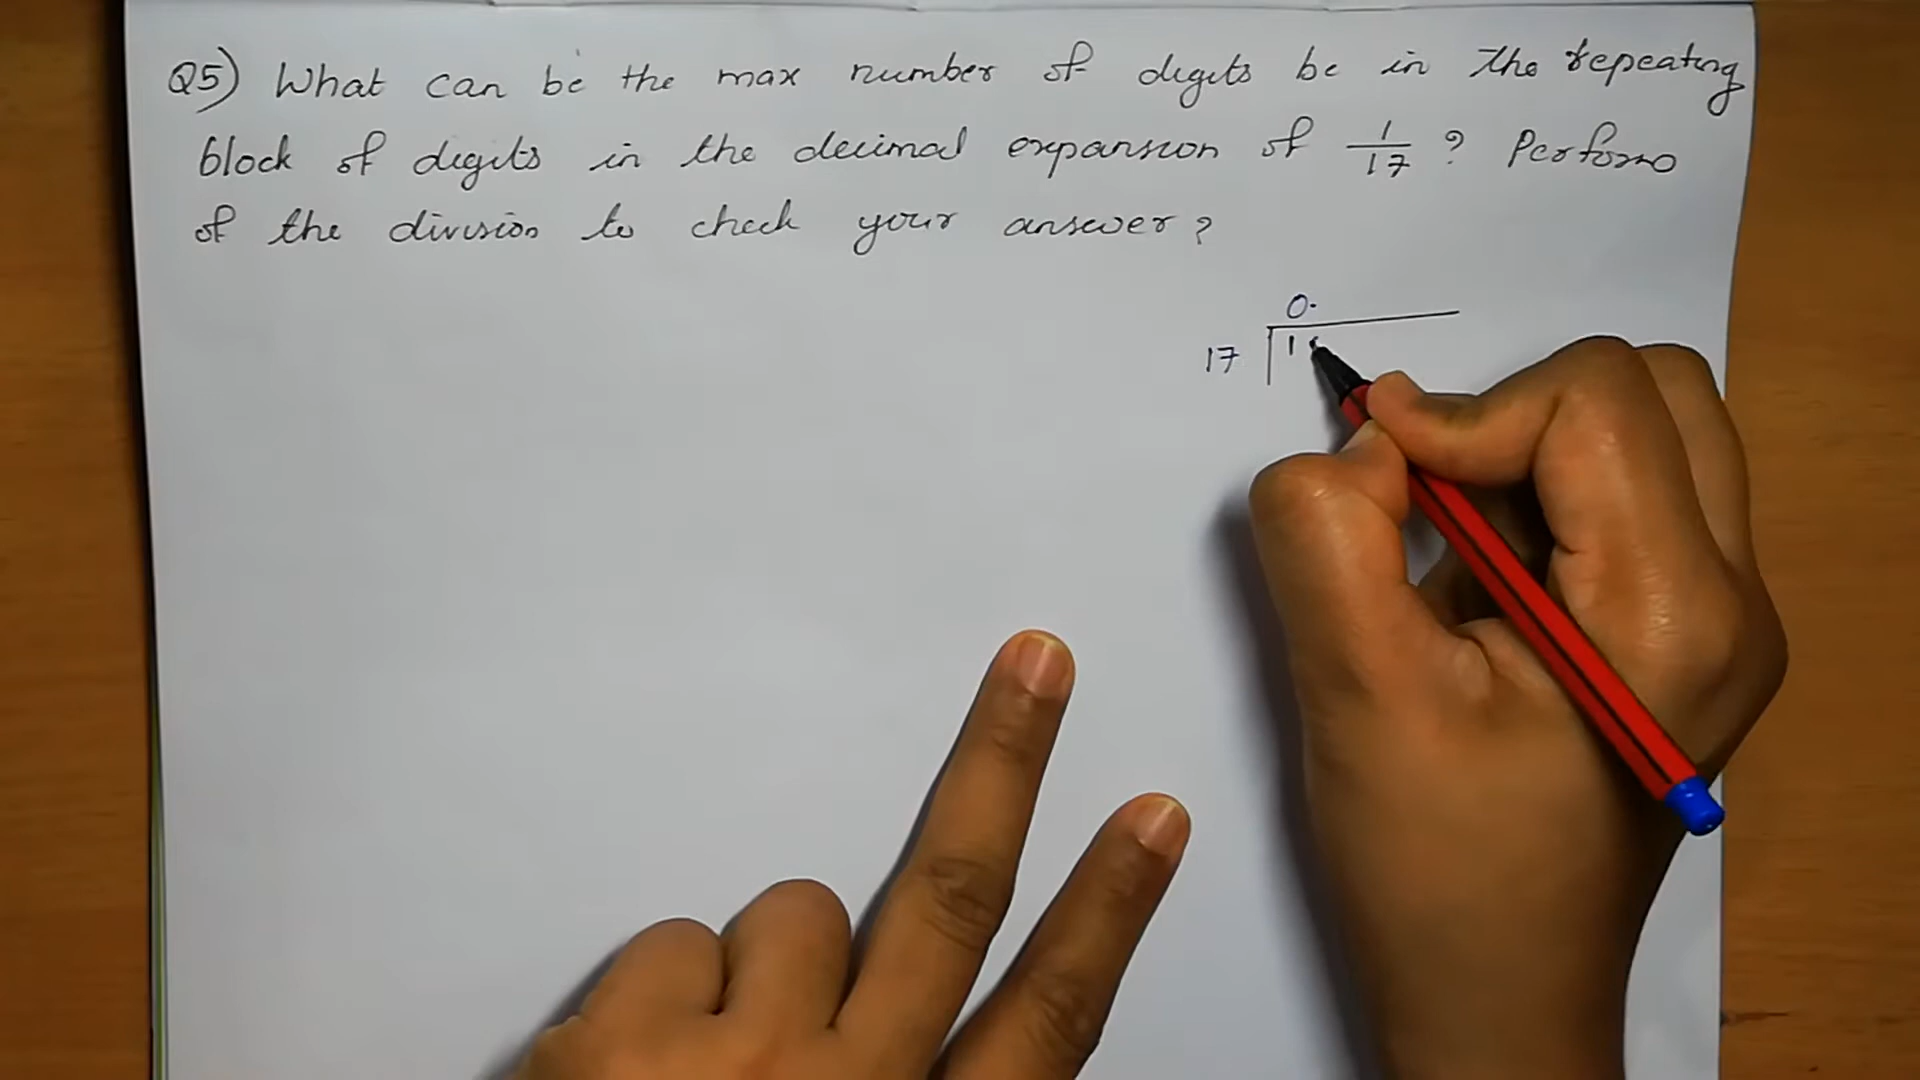 Q5) What can be the max number of digits be in the repeating
block of digits in the decimal expansion of 1/17 ? Perform
of the division to check your answer ?
0.
17 1